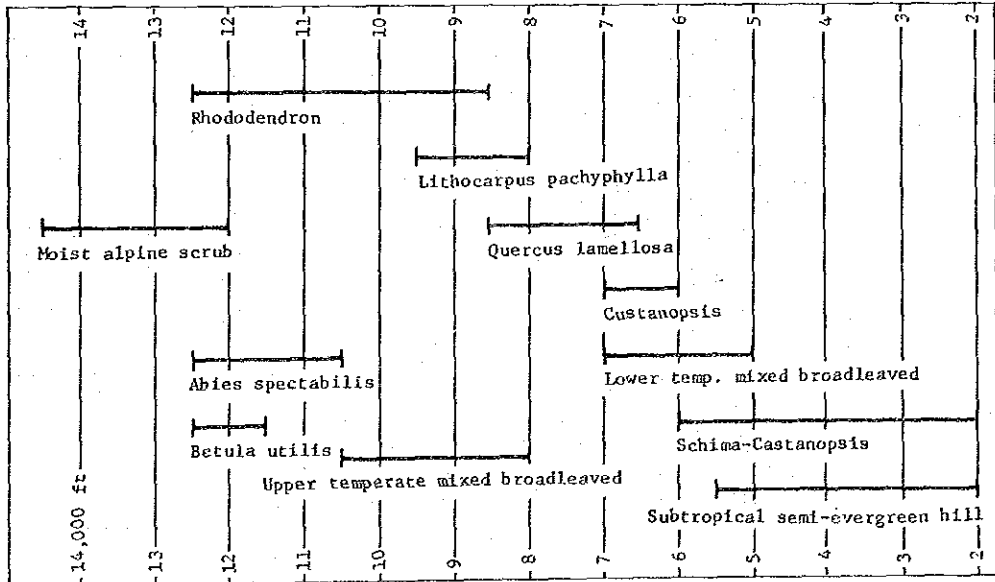 14 13 12 11 10 9 8 7 6 5 4 3 2
Rhododendron
Lithocarpus pachyphylla
Moist alpine scrub
Quercus lamellosa
Custanopsis
Abies spectabilis
Lower temp. mixed broadleaved
Betula utilis
Schima-Castanopsis
Upper temperate mixed broadleaved
Subtropical semi-evergreen hill
14,000 ft 13 12 11 10 9 8 7 6 5 4 3 2